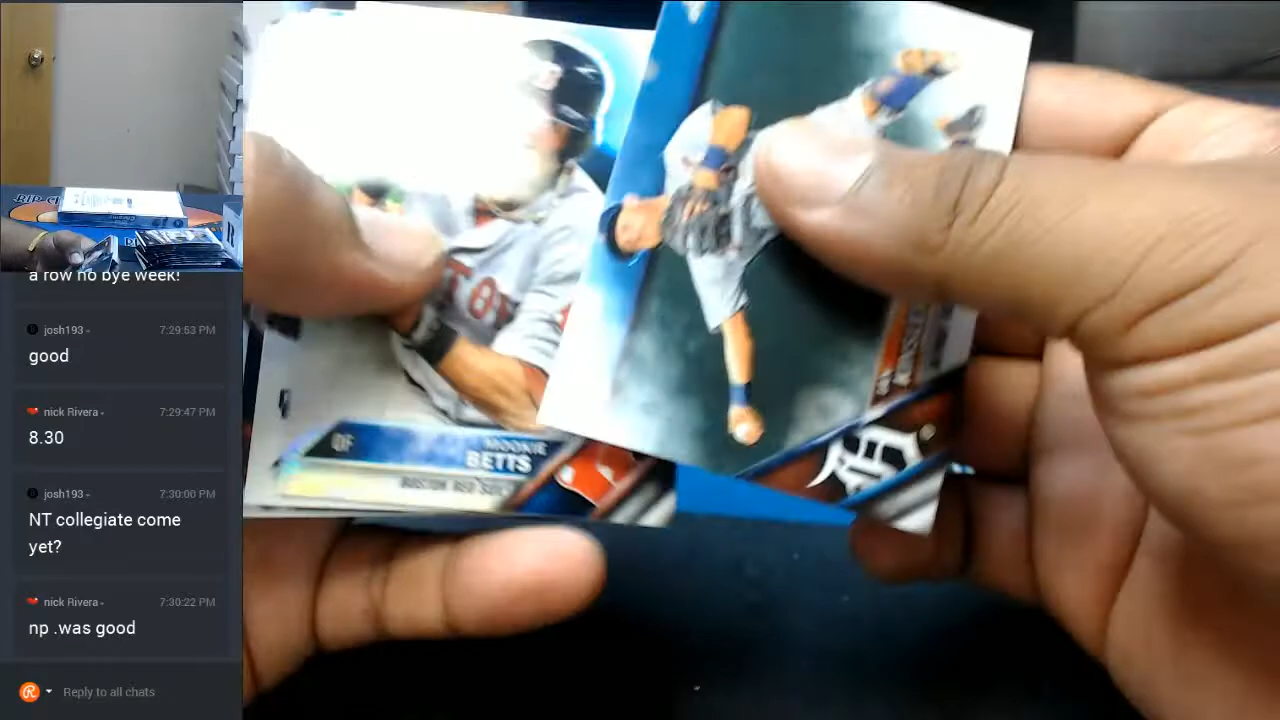 a row no bye week!
josh193
7:29:53 PM
good
nick Rivera
7:29:47 PM
8.30
josh193
7:30:00 PM
NT collegiate come
yet?
nick Rivera
7:30:22 PM
np .was good
Reply to all chats
OF
MOOKIE
BETTS
BOSTON RED SOX